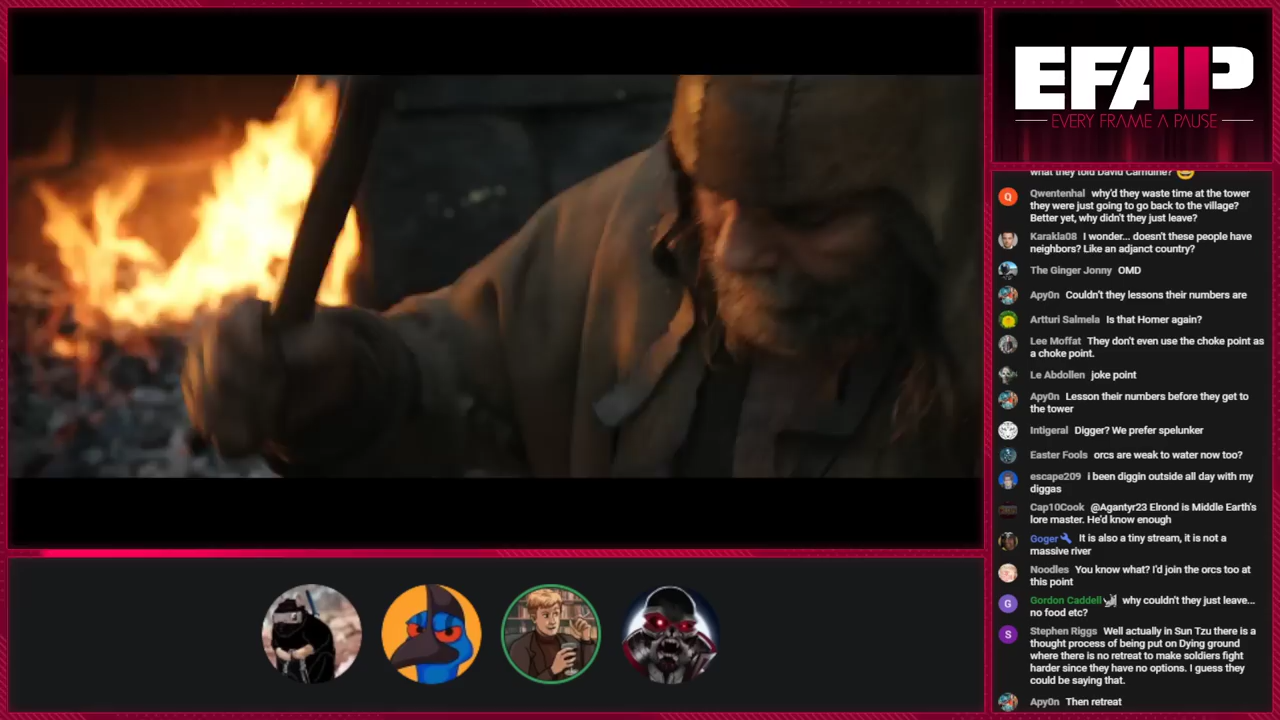 EFAP
EVERY FRAME A PAUSE
what they told David Carridine?
Qwentenhal why'd they waste time at the tower
they were just going to go back to the village?
Better yet, why didn't they just leave?
Karakla08 I wonder... doesn't these people have
neighbors? Like an adjanct country?
The Ginger Jonny OMD
Apy0n Couldn't they lessons their numbers are
Artturi Salmela Is that Homer again?
Lee Moffat They don't even use the choke point as
a choke point.
Le Abdollen joke point
Apy0n Lesson their numbers before they get to
the tower
Intigeral Digger? We prefer spelunker
Easter Fools orcs are weak to water now too?
escape209 i been diggin outside all day with my
diggas
Cap10Cook @Agantyr23 Elrond is Middle Earth's
lore master. He'd know enough
Goger It is also a tiny stream, it is not a
massive river
Noodles You know what? I'd join the orcs too at
this point
G Gordon Caddell why couldn't they just leave...
no food etc?
S Stephen Riggs Well actually in Sun Tzu there is a
thought process of being put on Dying ground
where there is no retreat to make soldiers fight
harder since they have no options. I guess they
could be saying that.
Apy0n Then retreat